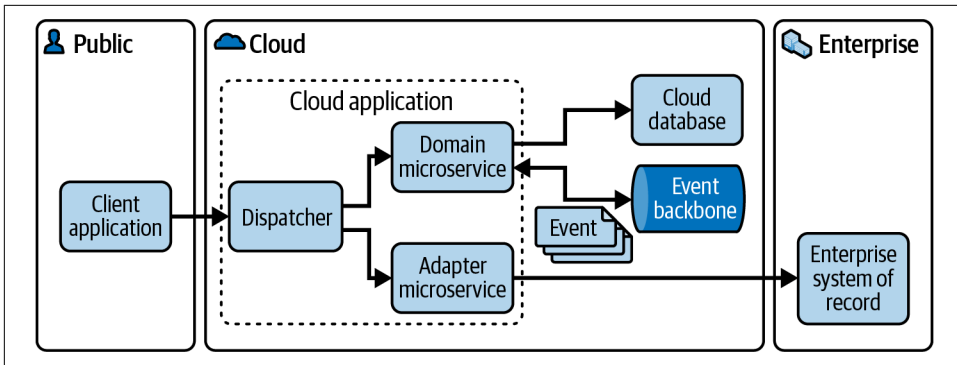 Public
Cloud
Enterprise
Cloud application
Client
application
Dispatcher
Domain
microservice
Adapter
microservice
Cloud
database
Event
backbone
Event
Enterprise
system of
record